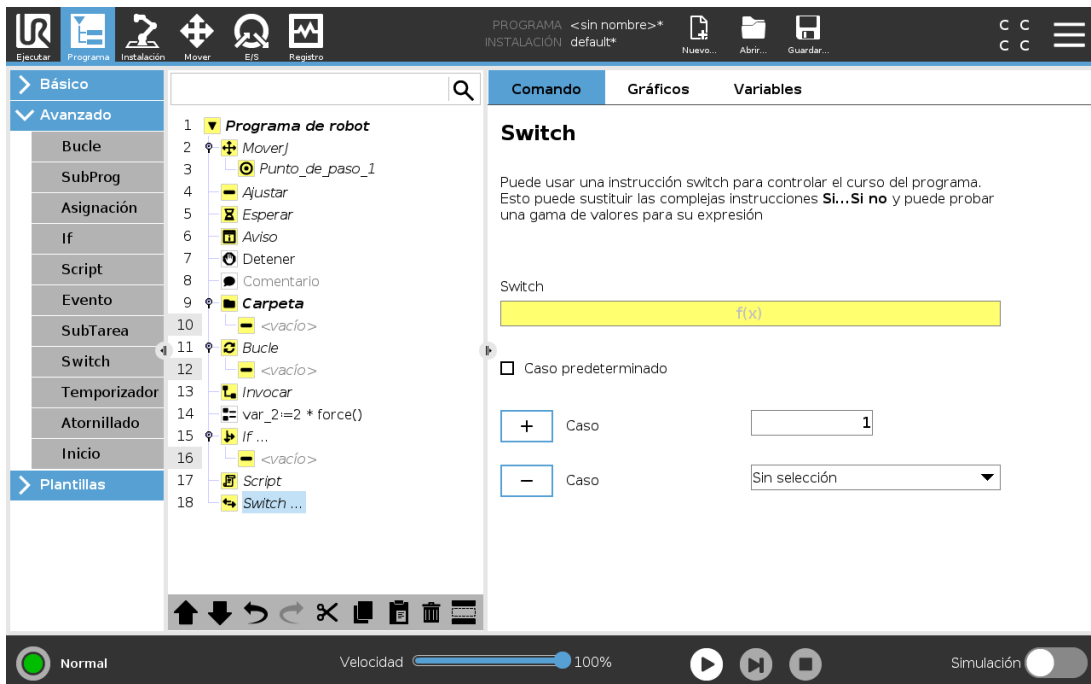 PROGRAMA <sin nombre>*
INSTALACIÓN default*
C C
C C
Ejecutar Programa Instalación Mover E/S Registro Nuevo... Abrir... Guardar...
Básico
Avanzado
Bucle
SubProg
Asignación
If
Script
Evento
SubTarea
Switch
Temporizador
Atornillado
Inicio
Plantillas
1 Programa de robot
2 MoverJ
3 Punto_de_paso_1
4 Ajustar
5 Esperar
6 Aviso
7 Detener
8 Comentario
9 Carpeta
10 <vacío>
11 Bucle
12 <vacío>
13 Invocar
14 var_2:=2 * force()
15 If ...
16 <vacío>
17 Script
18 Switch ...
Comando Gráficos Variables
Switch
Puede usar una instrucción switch para controlar el curso del programa.
Esto puede sustituir las complejas instrucciones Si...Si no y puede probar
una gama de valores para su expresión
Switch
f(x)
Caso predeterminado
+ Caso 1
− Caso Sin selección
Normal Velocidad 100% Simulación